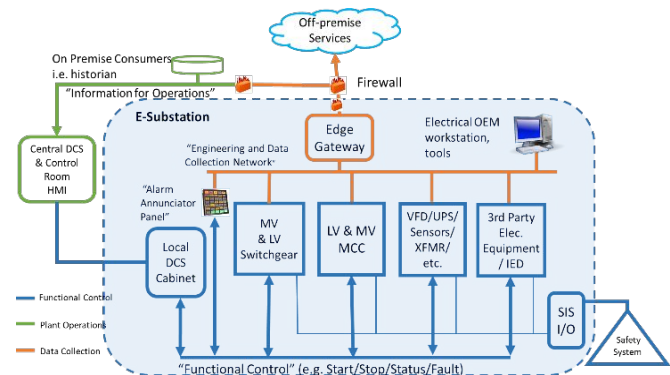 Off-premise
Services
On Premise Consumers
i.e. historian
Firewall
"Information for Operations"
E-Substation
Central DCS
& Control
Room
HMI
"Engineering and Data
Collection Network"
Edge
Gateway
Electrical OEM
workstation,
tools
"Alarm
Annunciator
Panel"
Local
DCS
Cabinet
MV
& LV
Switchgear
LV & MV
MCC
VFD/UPS/
Sensors/
XFMR/
etc.
3rd Party
Elec.
Equipment
/ IED
SIS
I/O
Safety
System
Functional Control
Plant Operations
Data Collection
"Functional Control" (e.g. Start/Stop/Status/Fault)